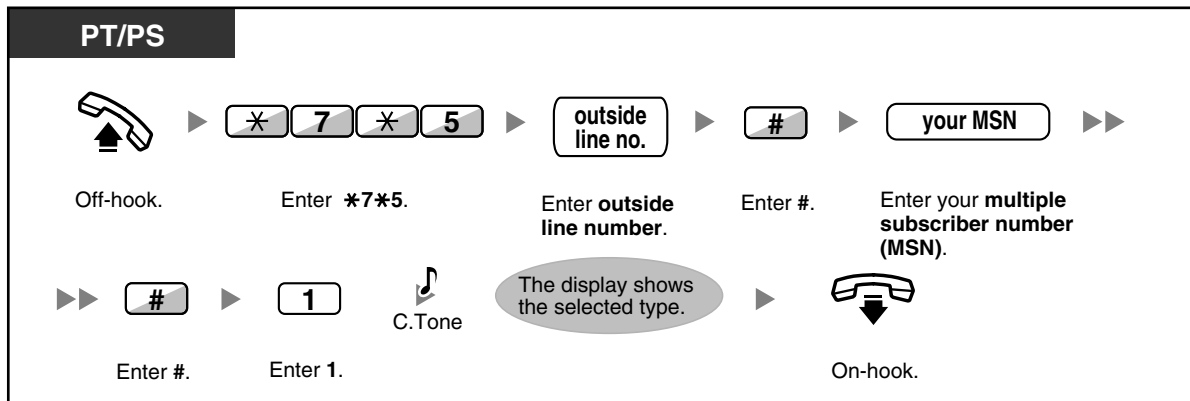 PT/PS
✳ 7 ✳ 5
outside
line no.
#
your MSN
Off-hook.
Enter ✳7✳5.
Enter outside
line number.
Enter #.
Enter your multiple
subscriber number
(MSN).
#
1
C.Tone
The display shows
the selected type.
Enter #.
Enter 1.
On-hook.